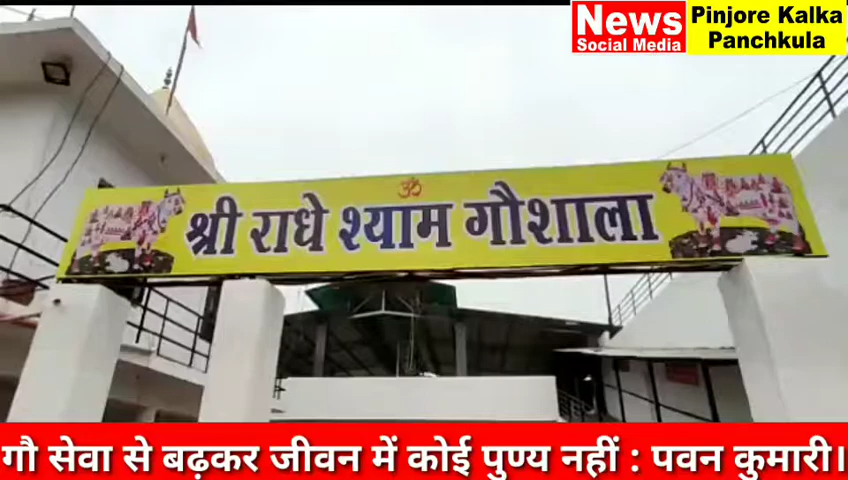 News
Social Media
Pinjore Kalka
Panchkula
ॐ
श्री राधे श्याम गौशाला
गौ सेवा से बढ़कर जीवन में कोई पुण्य नहीं : पवन कुमारी।